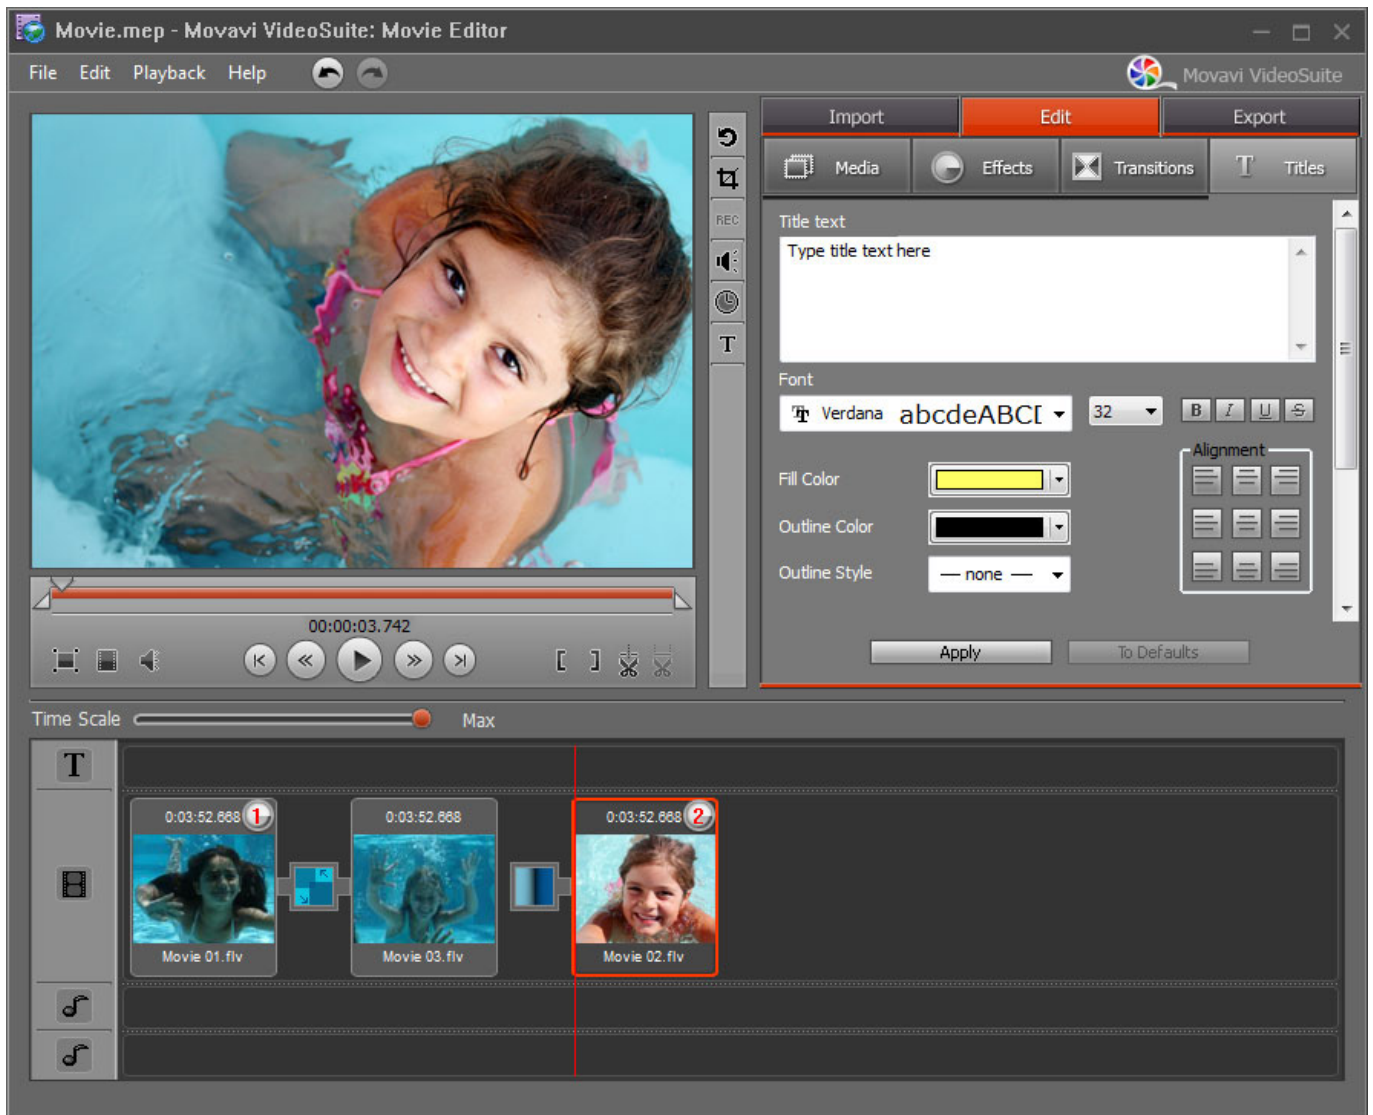 Movie.mep - Movavi VideoSuite: Movie Editor
File Edit Playback Help
Movavi VideoSuite
Import Edit Export
Media Effects Transitions T Titles
REC
T
Title text
Type title text here
Font
Verdana abcdeABC[ 32 B I U S
Alignment
Fill Color
Outline Color
Outline Style — none —
Apply To Defaults
00:00:03.742
Time Scale Max
T
0:03:52.668 1 0:03:52.668 0:03:52.668 2
Movie 01.flv Movie 03.flv Movie 02.flv